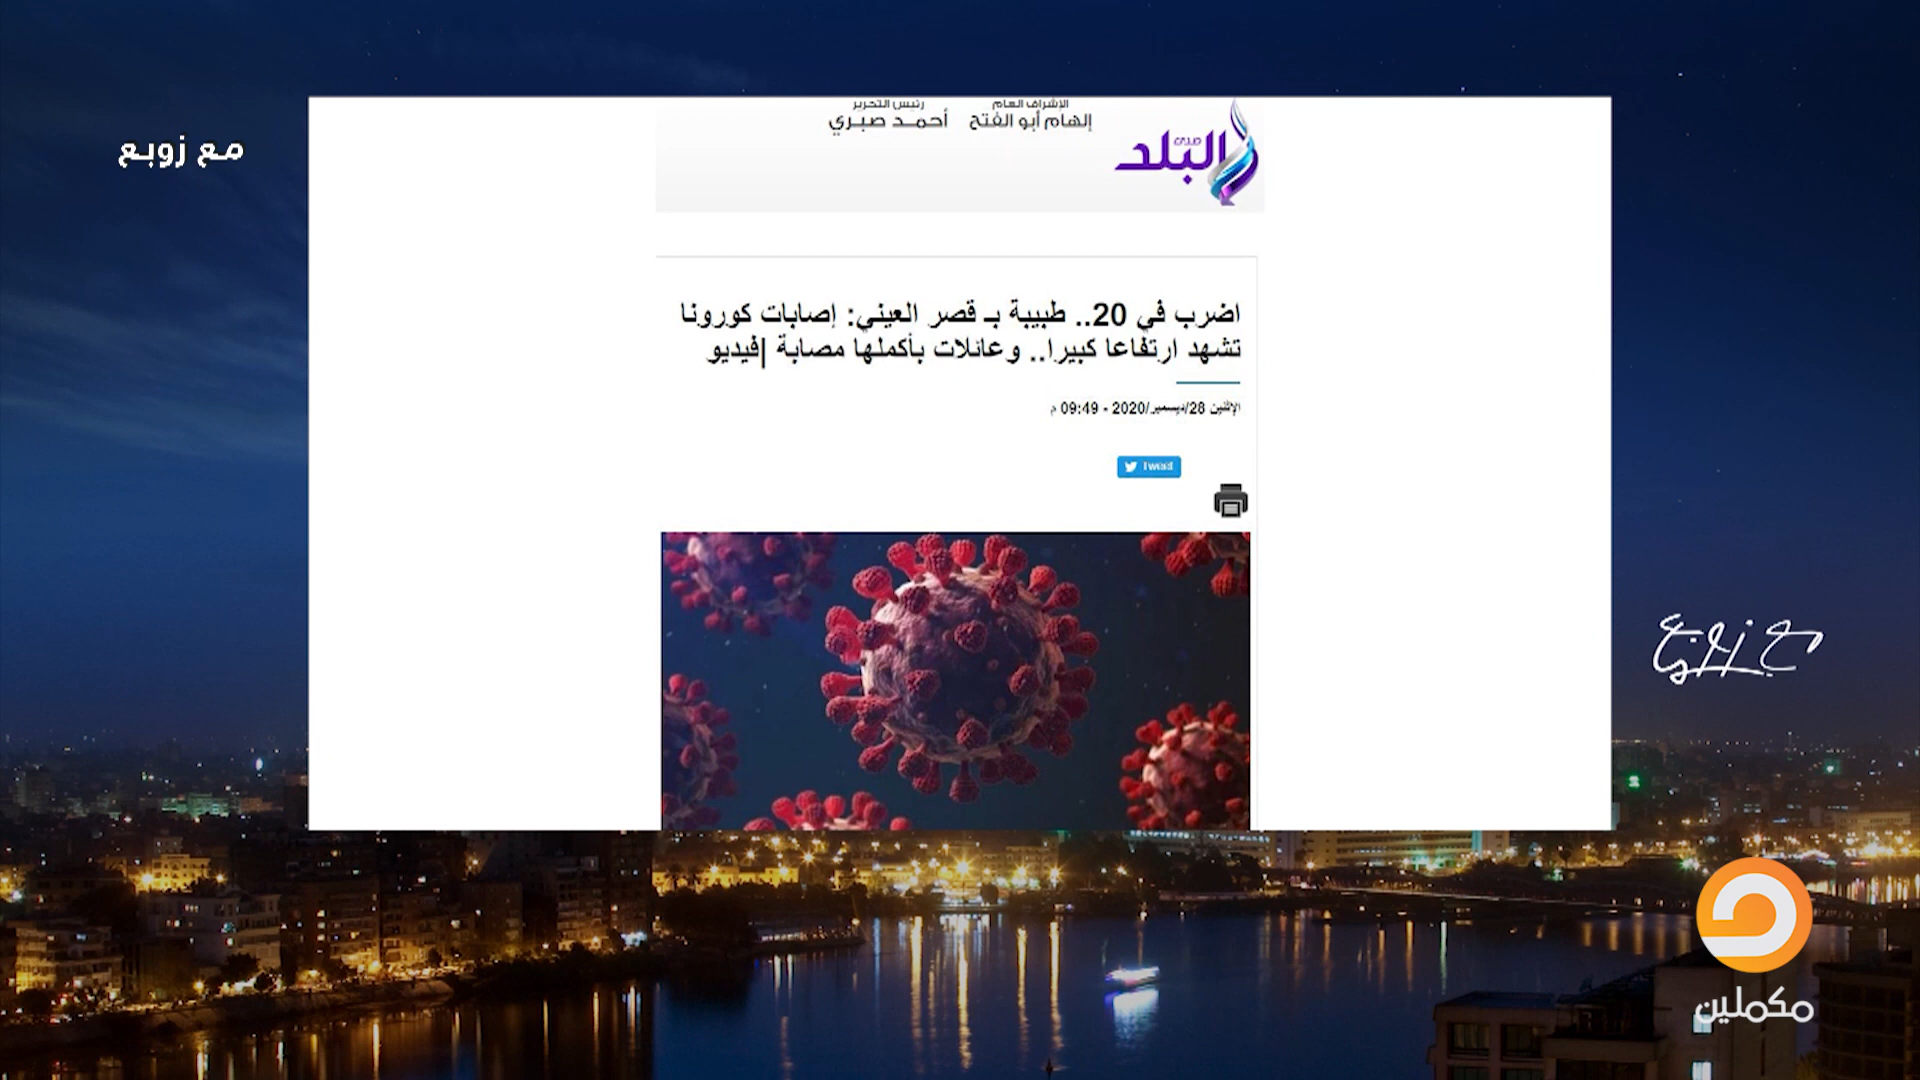 مع زوبع
الإشراف العام
إلهام أبو الفتح
رئيس التحرير
أحمد صبري
صدى
البلد
اضرب في 20.. طبيبة بـ قصر العيني: إصابات كورونا
تشهد ارتفاعا كبيرا.. وعائلات بأكملها مصابة |فيديو
الإثنين 28/ديسمبر/2020 - 09:49 م
Tweet
مع زوبع
مكملين